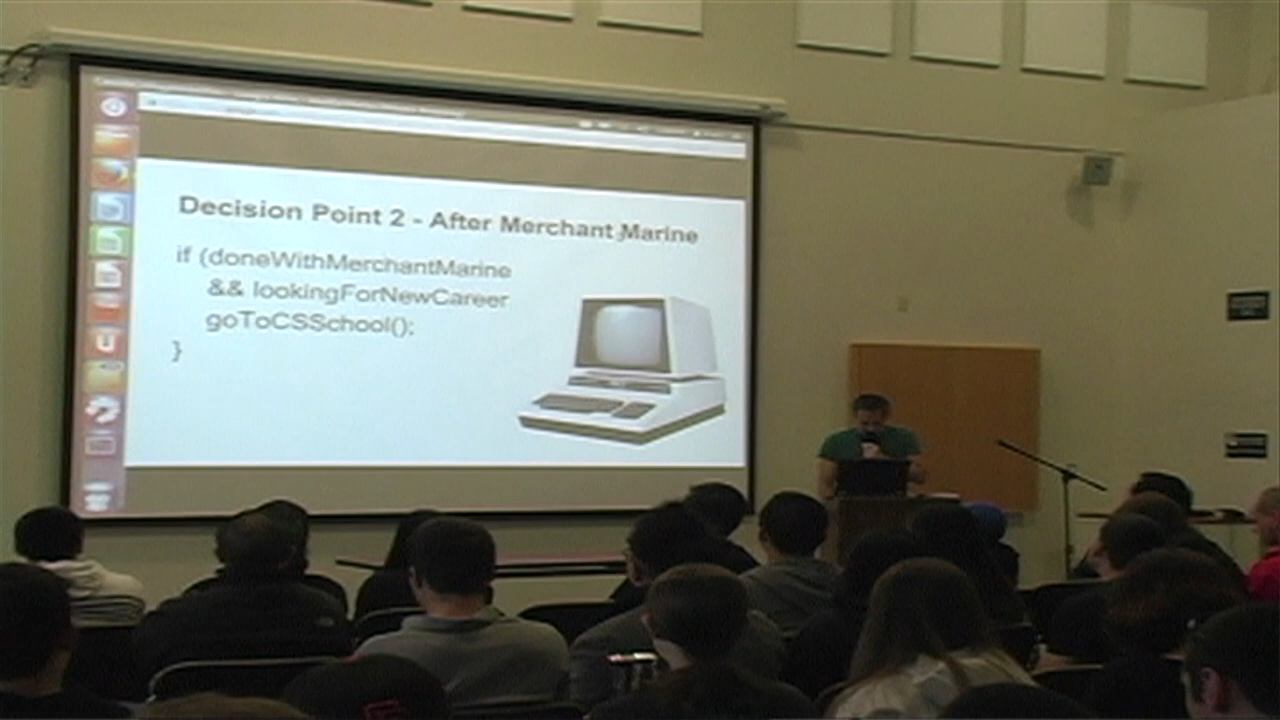 Decision Point 2 - After Merchant Marine
if (doneWithMerchantMarine
&& lookingForNewCareer
goToCSSchool();
}